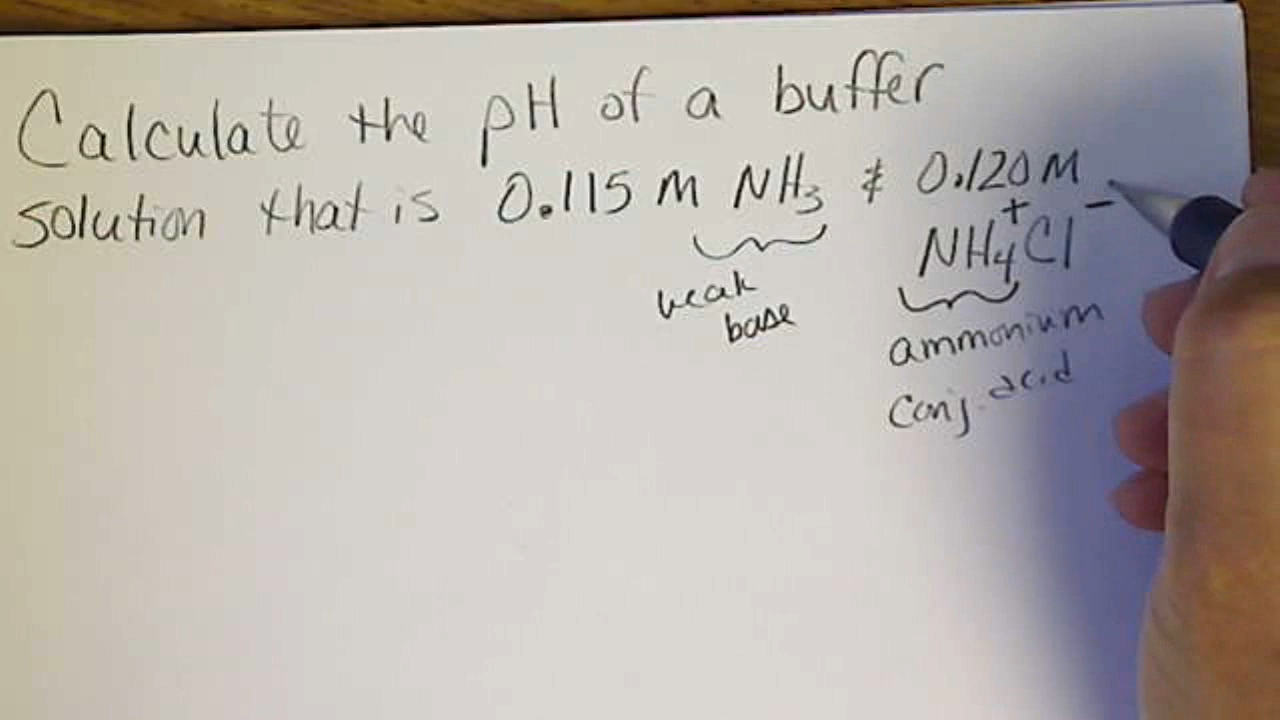 Calculate the pH of a buffer
solution that is 0.115 M NH₃ & 0.120 M
NH₄⁺Cl⁻
weak
base
ammonium
conj. acid